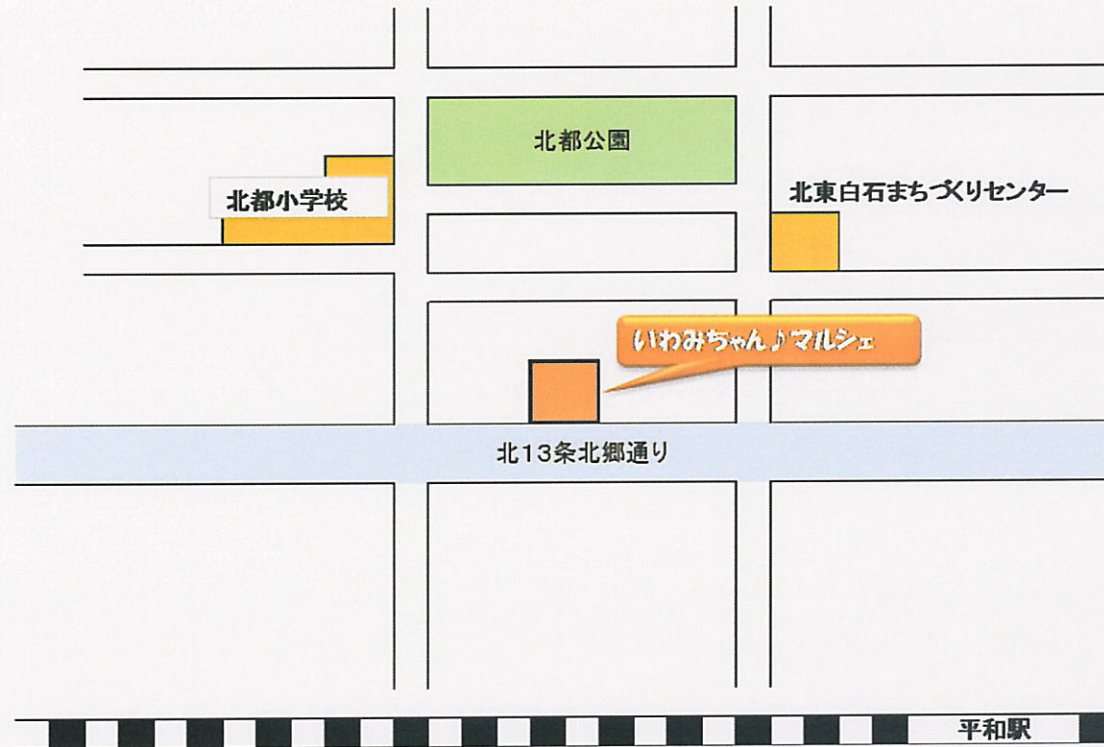 北都公園
北都小学校
北東白石まちづくりセンター
いわみちゃん♪マルシェ
北13条北郷通り
平和駅